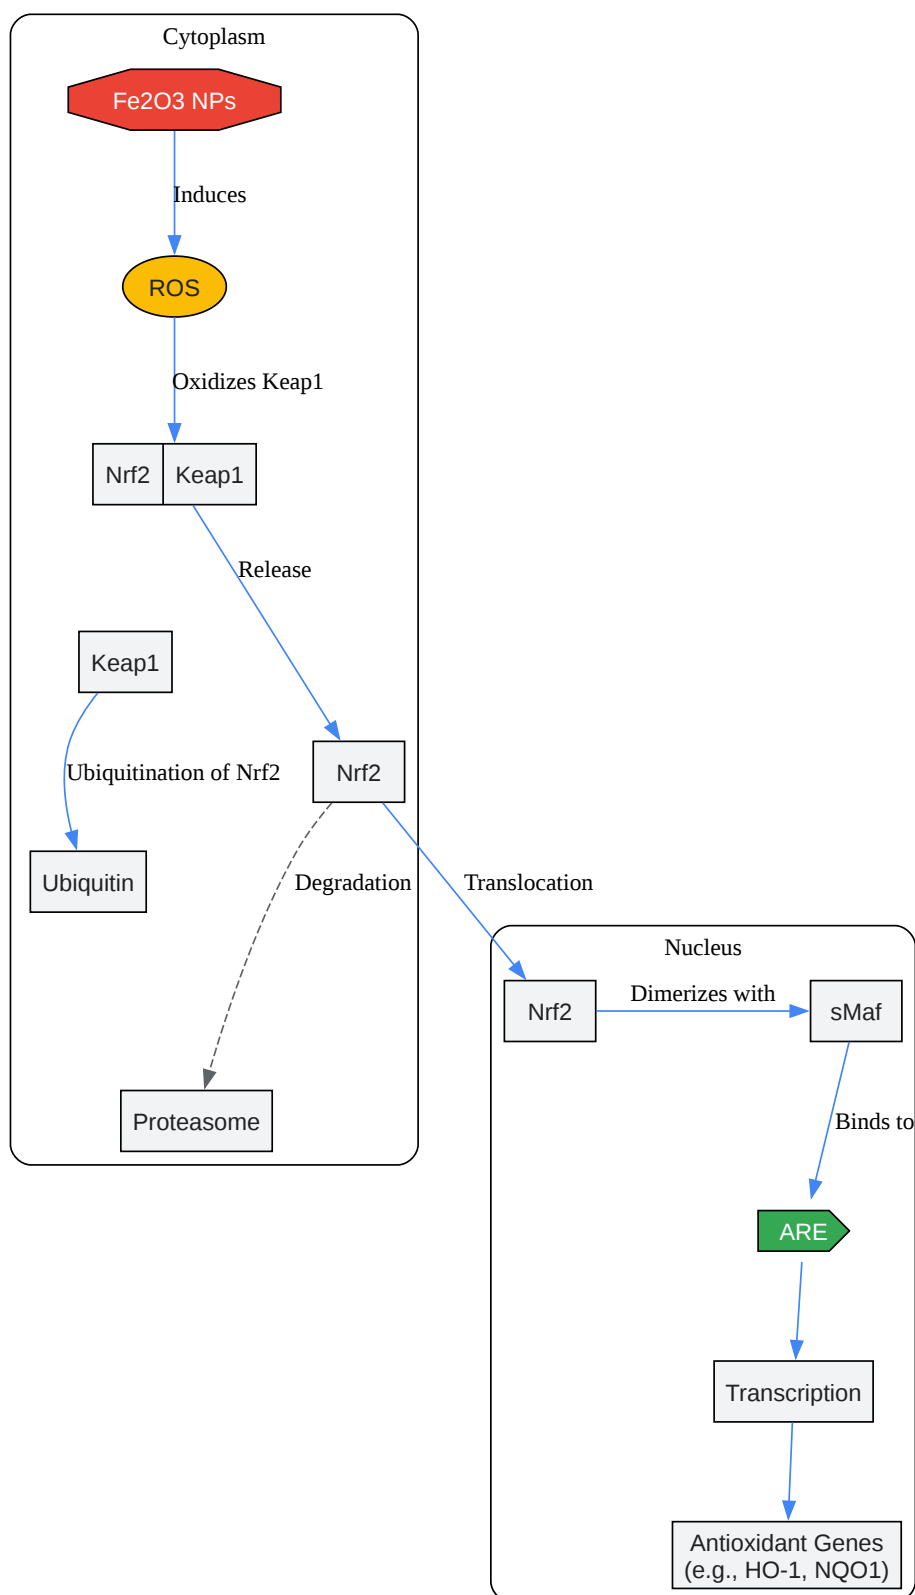 Cytoplasm
Fe2O3 NPs
Induces
ROS
Oxidizes Keap1
Nrf2
Keap1
Release
Keap1
Ubiquitination of Nrf2
Nrf2
Ubiquitin
Degradation
Translocation
Proteasome
Nucleus
Nrf2
Dimerizes with
sMaf
Binds to
ARE
Transcription
Antioxidant Genes
(e.g., HO-1, NQO1)